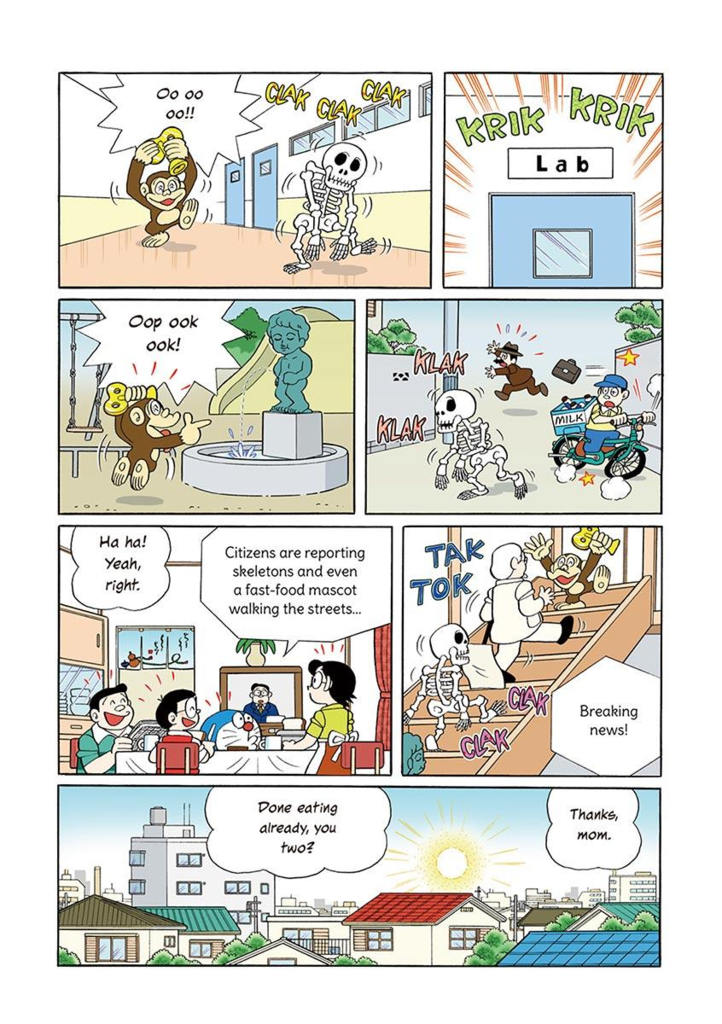 Oo oo
oo!!
CLAK
CLAK
CLAK
KRIK
KRIK
Lab
Oop ook
ook!
KLAK
KLAK
MILK
Ha ha!
Yeah,
right.
Citizens are reporting
skeletons and even
a fast-food mascot
walking the streets...
TAK
TOK
CLAK
CLAK
Breaking
news!
Done eating
already, you
two?
Thanks,
mom.